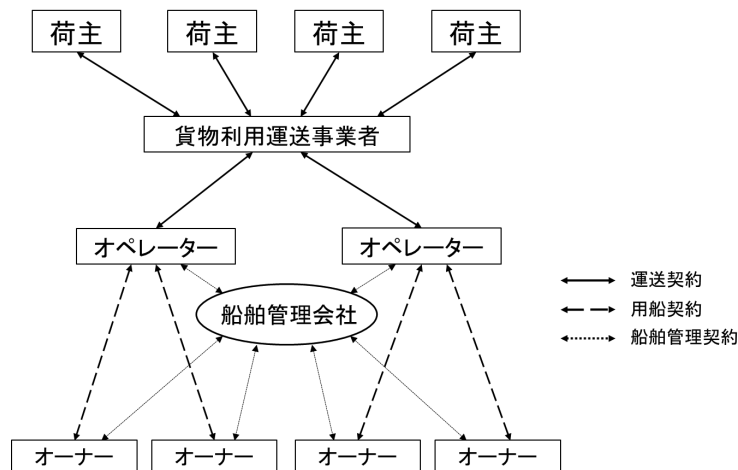 荷主
荷主
荷主
荷主
貨物利用運送事業者
オペレーター
オペレーター
船舶管理会社
運送契約
用船契約
船舶管理契約
オーナー
オーナー
オーナー
オーナー